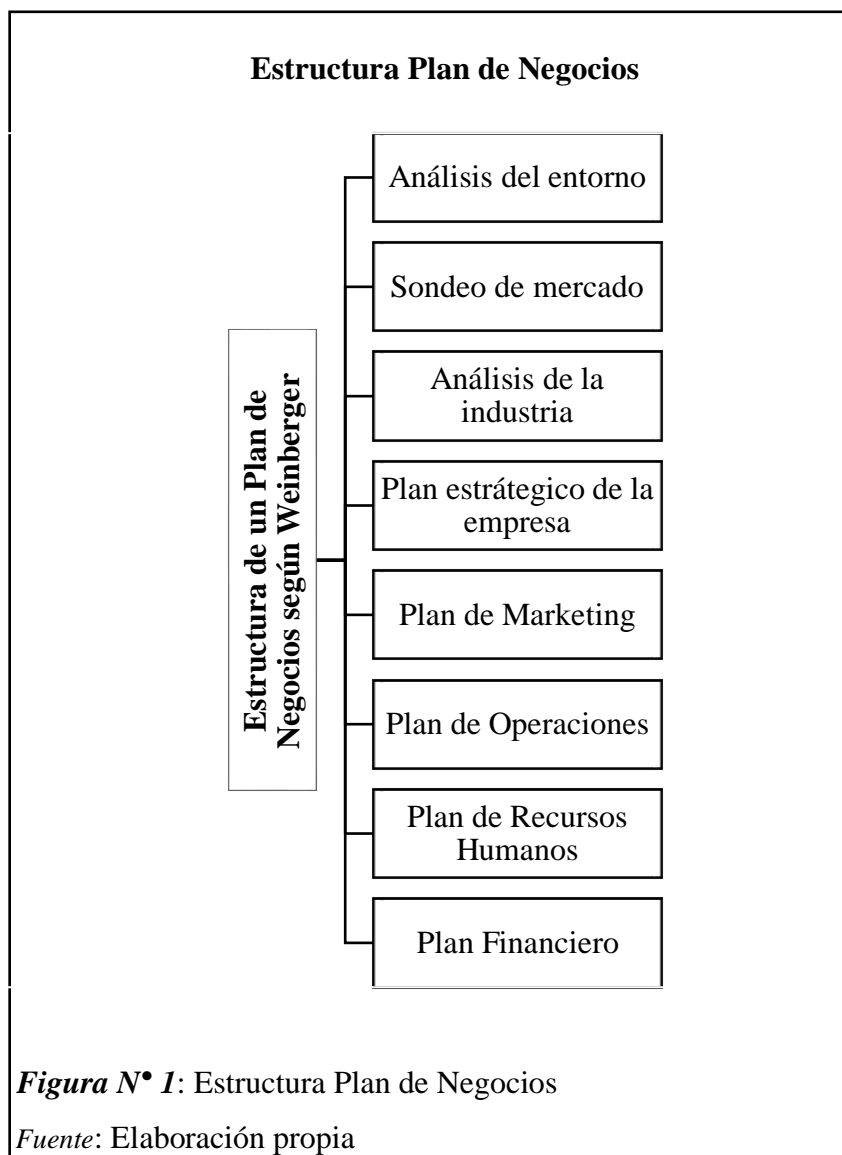 Estructura Plan de Negocios
Estructura de un Plan de
Negocios según Weinberger
Análisis del entorno
Sondeo de mercado
Análisis de la
industria
Plan estrátegico de la
empresa
Plan de Marketing
Plan de Operaciones
Plan de Recursos
Humanos
Plan Financiero
Figura N• 1: Estructura Plan de Negocios
Fuente: Elaboración propia